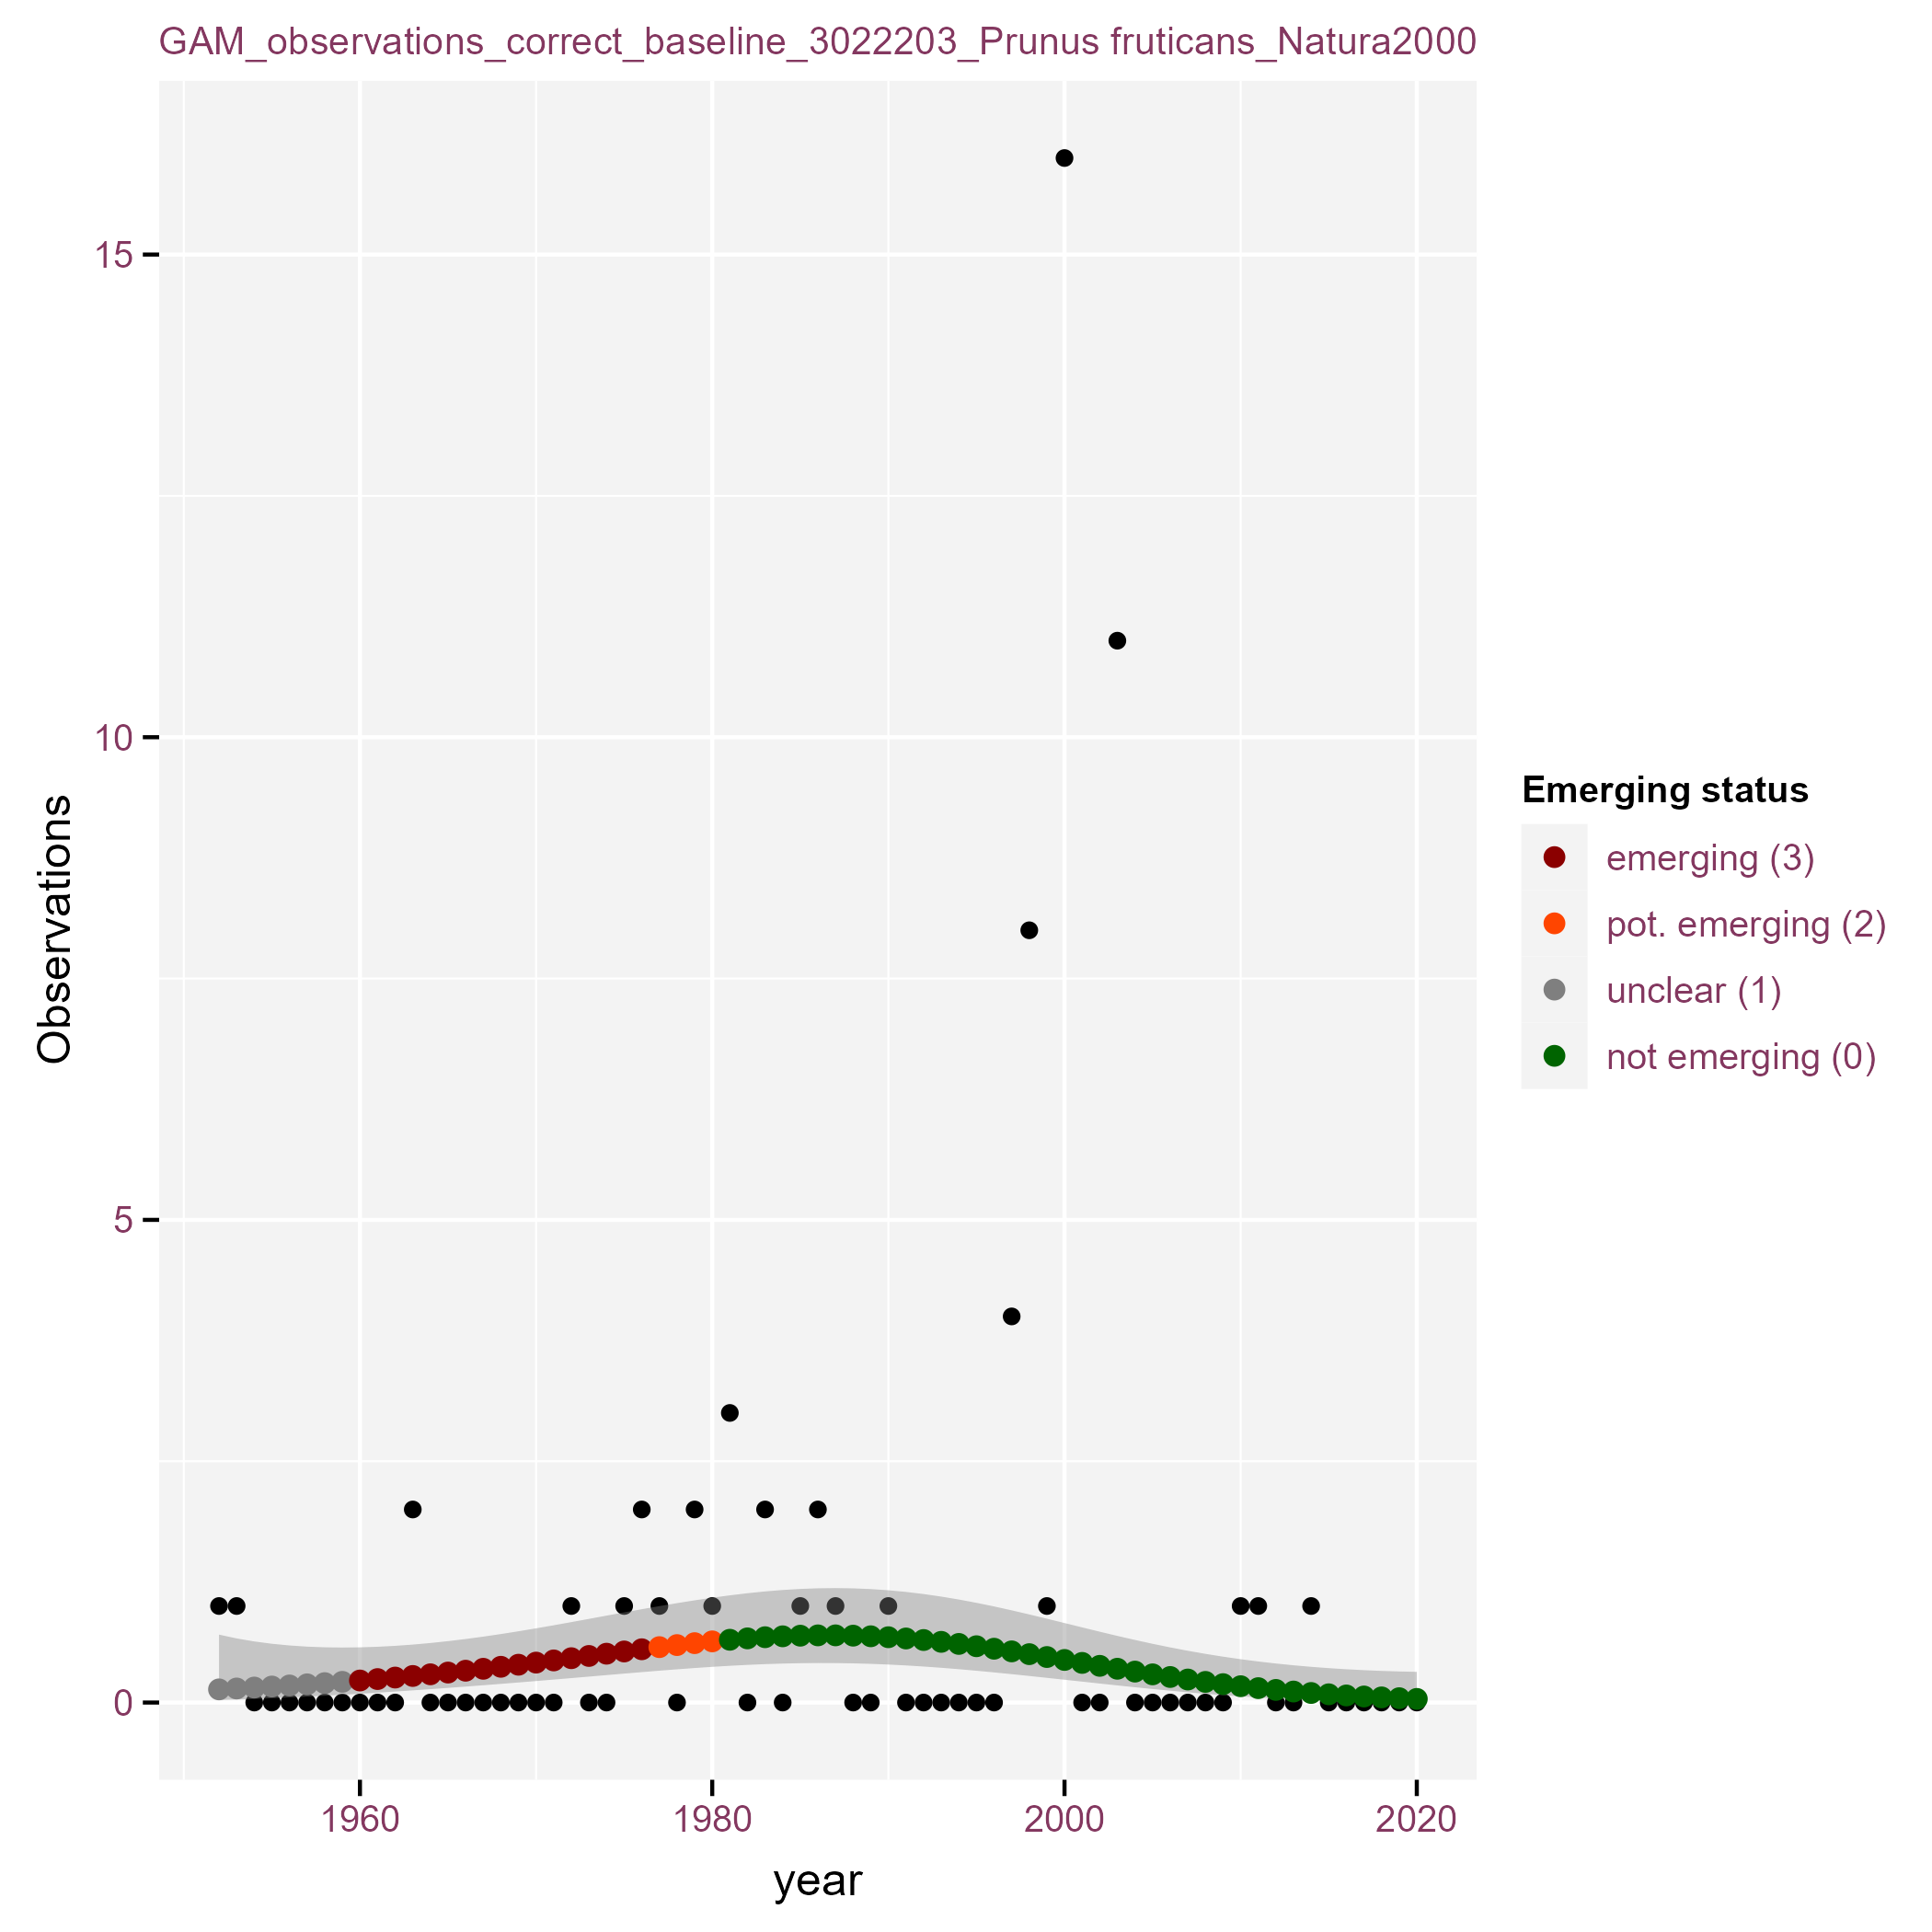 GAM_observations_correct_baseline_3022203_Prunus fruticans_Natura2000
15
10
5
0
Observations
1960
1980
2000
2020
year
Emerging status
emerging (3)
pot. emerging (2)
unclear (1)
not emerging (0)